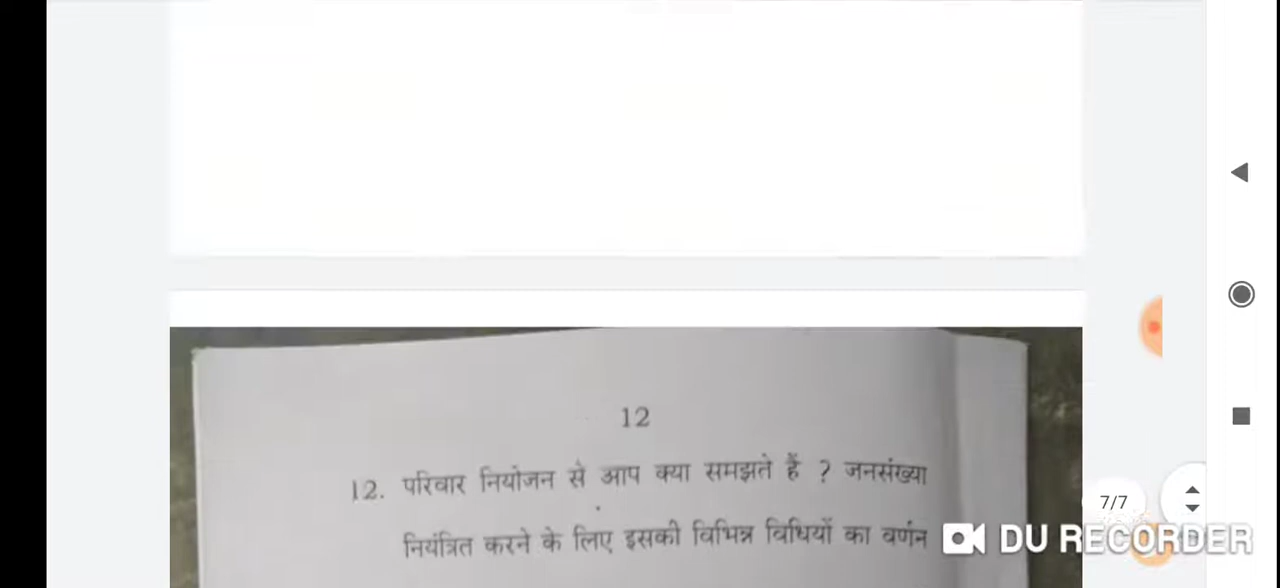 12
12. परिवार नियोजन से आप क्या समझते हैं ? जनसंख्या
नियंत्रित करने के लिए इसकी विभिन्न विधियों का वर्णन
7/7
DU RECORDER